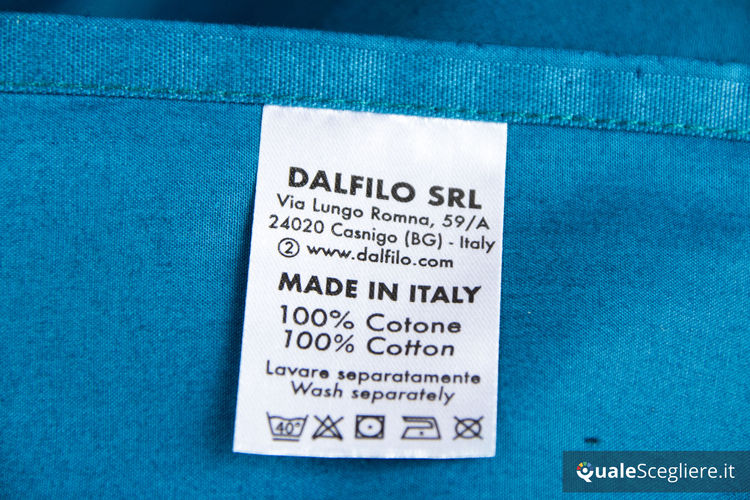 DALFILO SRL
Via Lungo Romna, 59/A
24020 Casnigo (BG) - Italy
② www.dalfilo.com
MADE IN ITALY
100% Cotone
100% Cotton
Lavare separatamente
Wash separately
40°
QualeScegliere.it